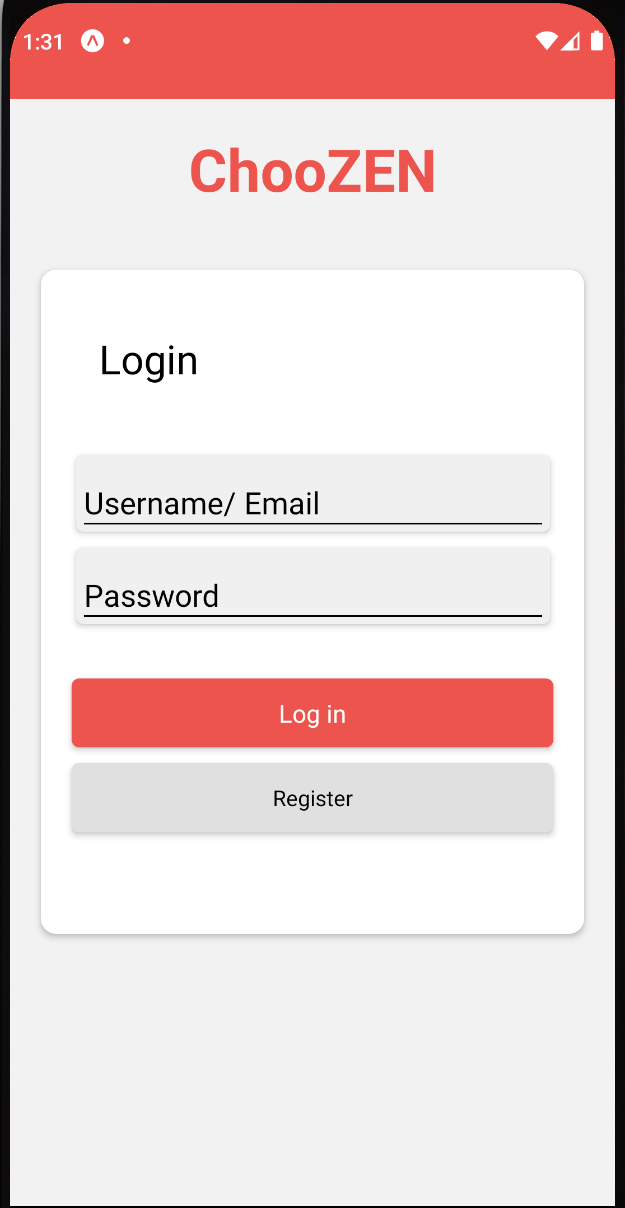 1:31
ChooZEN
Login
Username/ Email
Password
Log in
Register